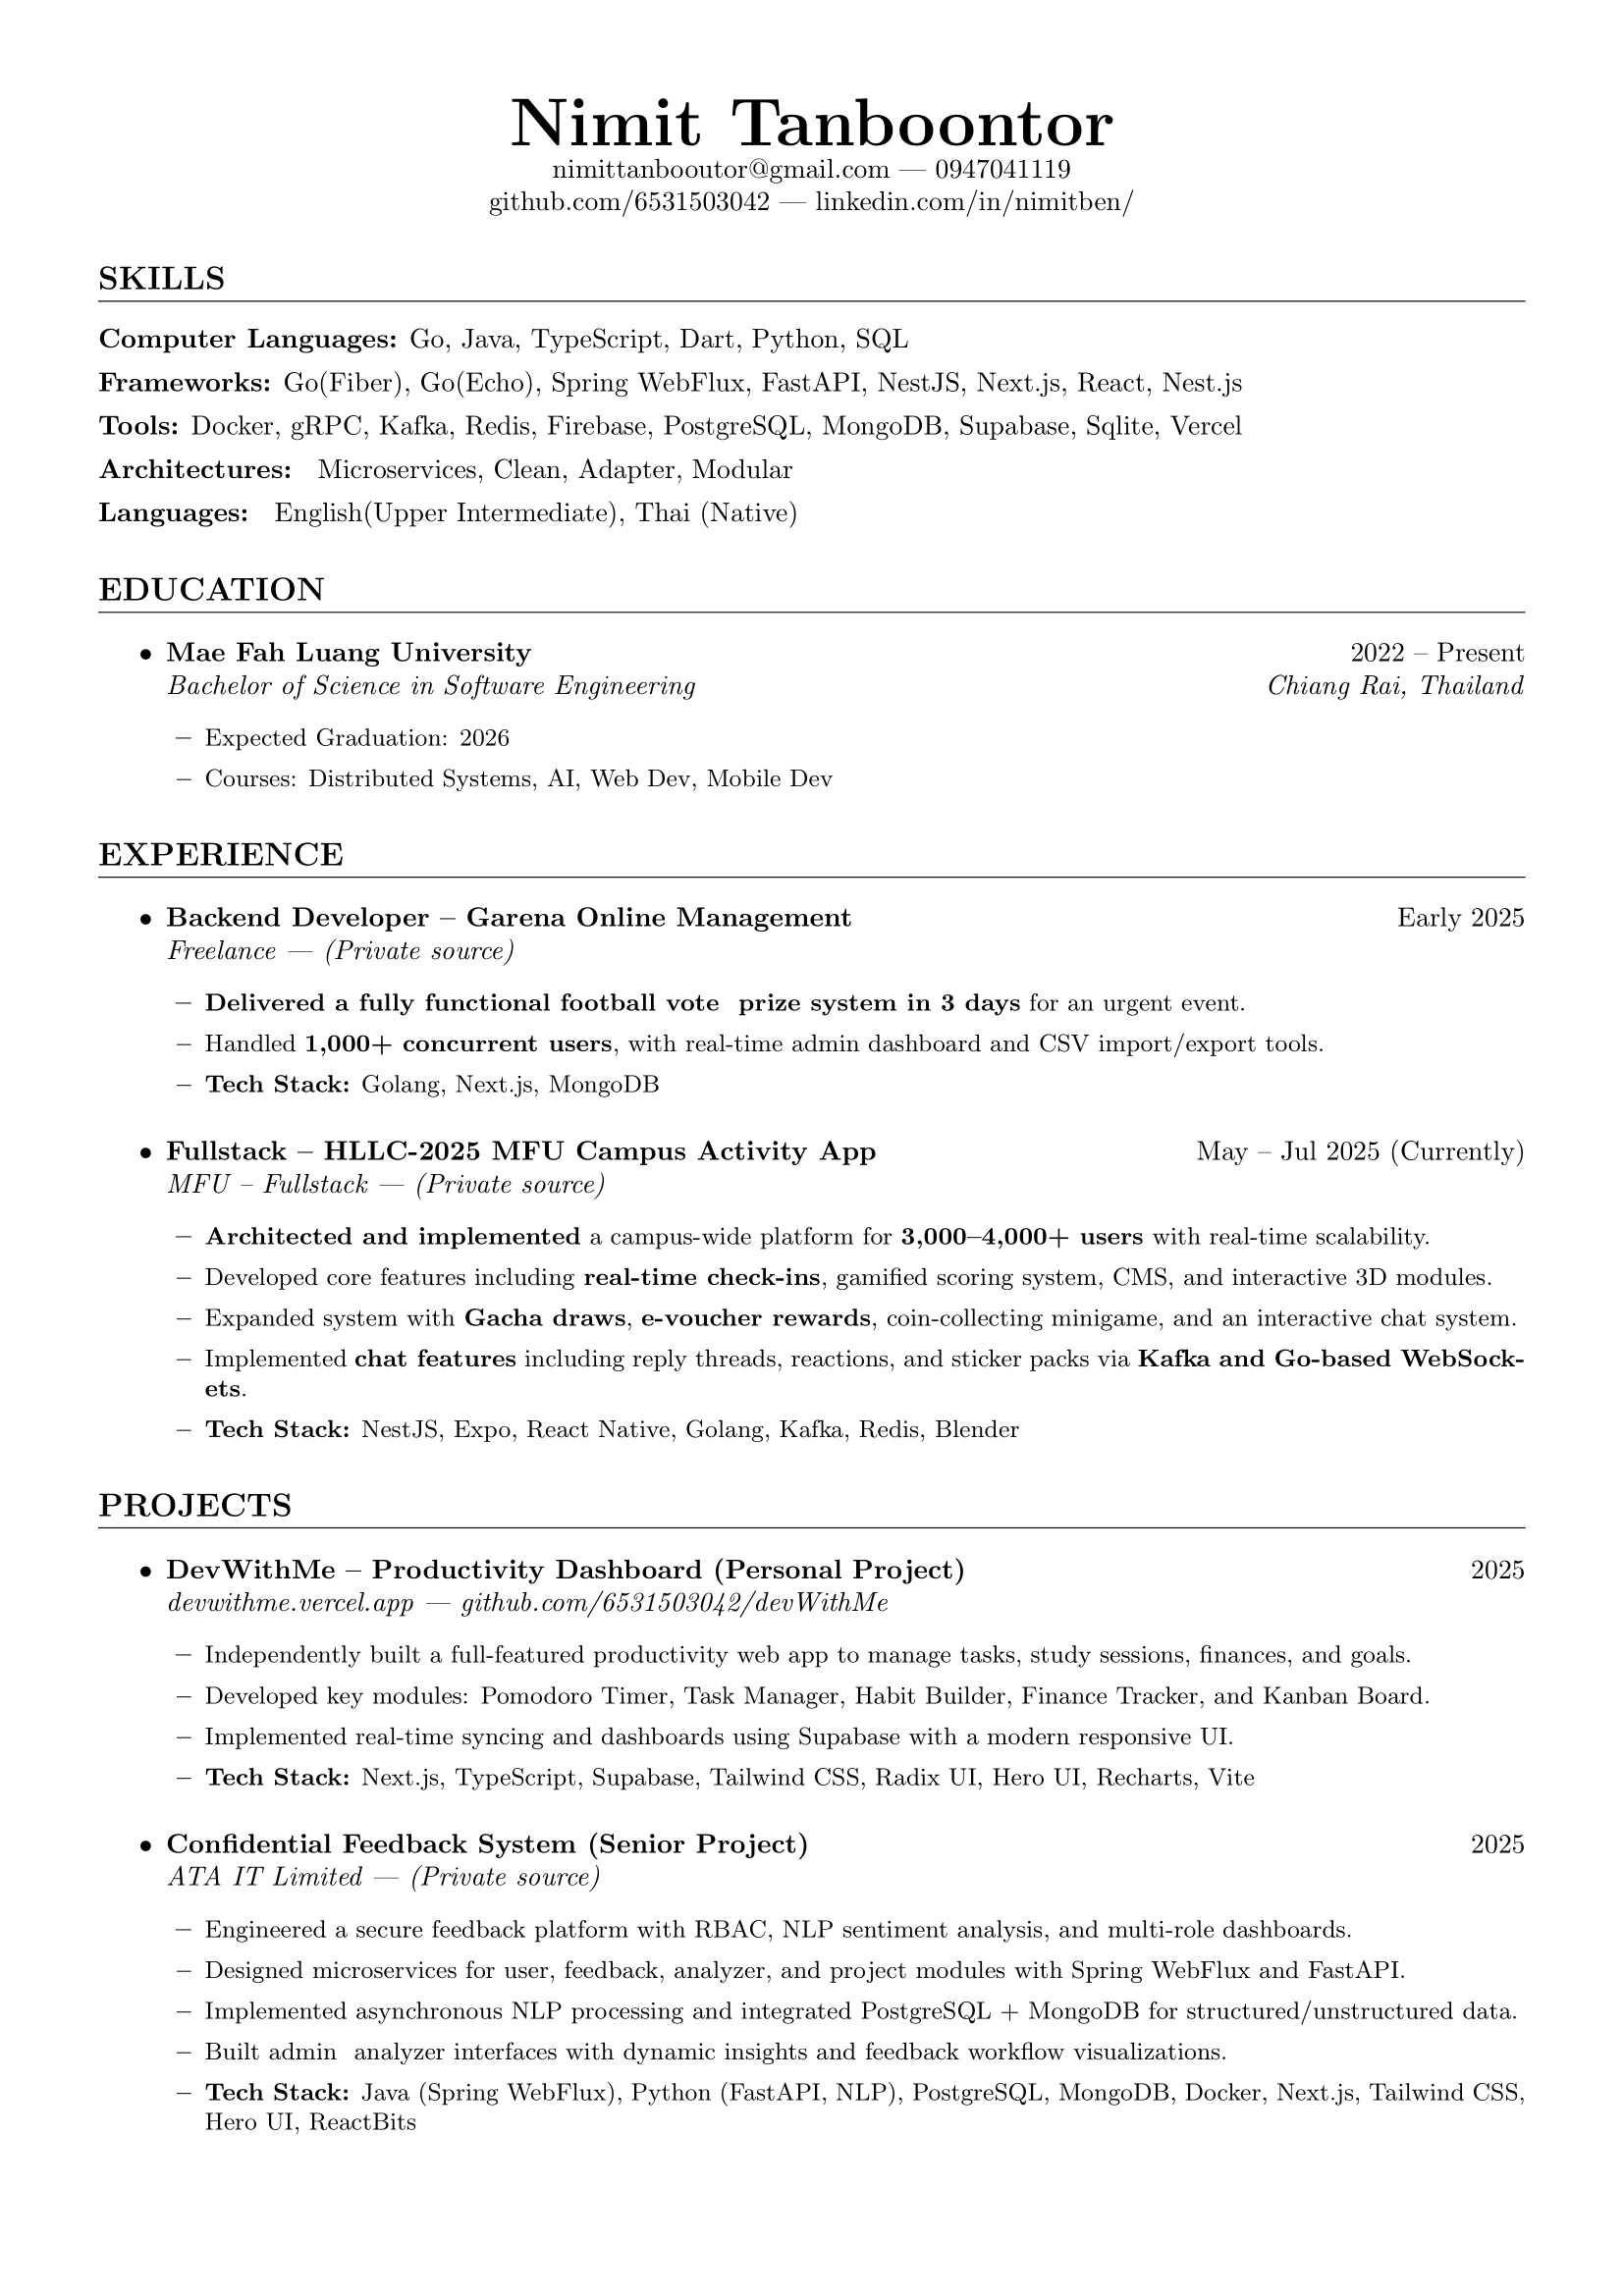 Nimit Tanboontor
nimittanbooutor@gmail.com — 0947041119
github.com/6531503042 — linkedin.com/in/nimitben/
SKILLS
Computer Languages: Go, Java, TypeScript, Dart, Python, SQL
Frameworks: Go(Fiber), Go(Echo), Spring WebFlux, FastAPI, NestJS, Next.js, React, Nest.js
Tools: Docker, gRPC, Kafka, Redis, Firebase, PostgreSQL, MongoDB, Supabase, Sqlite, Vercel
Architectures: Microservices, Clean, Adapter, Modular
Languages: English(Upper Intermediate), Thai (Native)
EDUCATION
• Mae Fah Luang University 2022 – Present
Bachelor of Science in Software Engineering Chiang Rai, Thailand
– Expected Graduation: 2026
– Courses: Distributed Systems, AI, Web Dev, Mobile Dev
EXPERIENCE
• Backend Developer – Garena Online Management Early 2025
Freelance — (Private source)
– Delivered a fully functional football vote prize system in 3 days for an urgent event.
– Handled 1,000+ concurrent users, with real-time admin dashboard and CSV import/export tools.
– Tech Stack: Golang, Next.js, MongoDB
• Fullstack – HLLC-2025 MFU Campus Activity App May – Jul 2025 (Currently)
MFU – Fullstack — (Private source)
– Architected and implemented a campus-wide platform for 3,000–4,000+ users with real-time scalability.
– Developed core features including real-time check-ins, gamified scoring system, CMS, and interactive 3D modules.
– Expanded system with Gacha draws, e-voucher rewards, coin-collecting minigame, and an interactive chat system.
– Implemented chat features including reply threads, reactions, and sticker packs via Kafka and Go-based WebSock-
ets.
– Tech Stack: NestJS, Expo, React Native, Golang, Kafka, Redis, Blender
PROJECTS
• DevWithMe – Productivity Dashboard (Personal Project) 2025
devwithme.vercel.app — github.com/6531503042/devWithMe
– Independently built a full-featured productivity web app to manage tasks, study sessions, finances, and goals.
– Developed key modules: Pomodoro Timer, Task Manager, Habit Builder, Finance Tracker, and Kanban Board.
– Implemented real-time syncing and dashboards using Supabase with a modern responsive UI.
– Tech Stack: Next.js, TypeScript, Supabase, Tailwind CSS, Radix UI, Hero UI, Recharts, Vite
• Confidential Feedback System (Senior Project) 2025
ATA IT Limited — (Private source)
– Engineered a secure feedback platform with RBAC, NLP sentiment analysis, and multi-role dashboards.
– Designed microservices for user, feedback, analyzer, and project modules with Spring WebFlux and FastAPI.
– Implemented asynchronous NLP processing and integrated PostgreSQL + MongoDB for structured/unstructured data.
– Built admin analyzer interfaces with dynamic insights and feedback workflow visualizations.
– Tech Stack: Java (Spring WebFlux), Python (FastAPI, NLP), PostgreSQL, MongoDB, Docker, Next.js, Tailwind CSS,
Hero UI, ReactBits